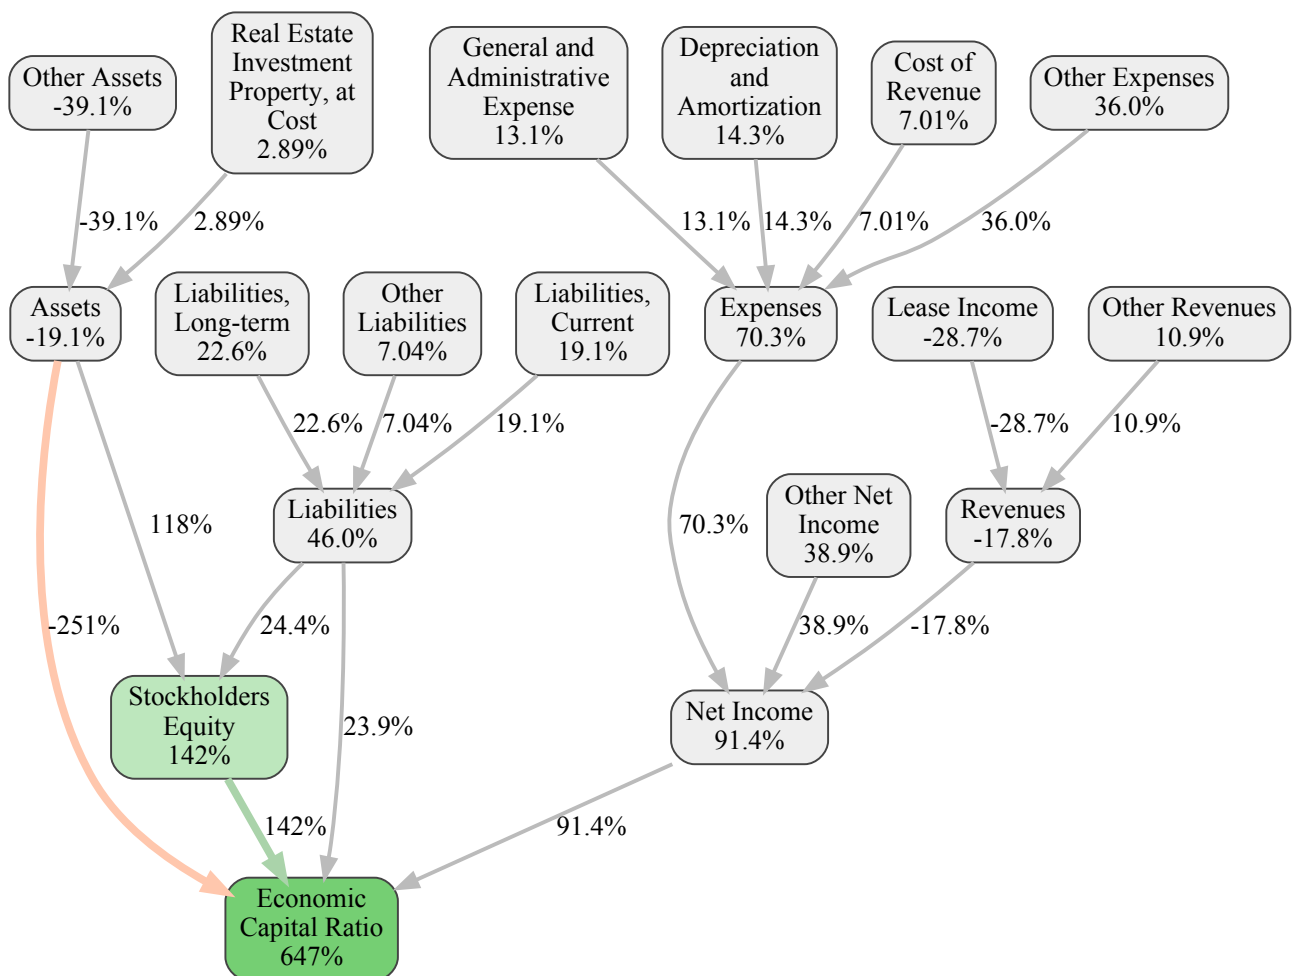 Other Assets
-39.1%
Real Estate
Investment
Property, at
Cost
2.89%
General and
Administrative
Expense
13.1%
Depreciation
and
Amortization
14.3%
Cost of
Revenue
7.01%
Other Expenses
36.0%
-39.1%
2.89%
13.1%
14.3%
7.01%
36.0%
Assets
-19.1%
Liabilities,
Long-term
22.6%
Other
Liabilities
7.04%
Liabilities,
Current
19.1%
Expenses
70.3%
Lease Income
-28.7%
Other Revenues
10.9%
22.6%
7.04%
19.1%
-28.7%
10.9%
118%
Liabilities
46.0%
70.3%
Other Net
Income
38.9%
Revenues
-17.8%
-251%
24.4%
38.9%
-17.8%
Stockholders
Equity
142%
23.9%
Net Income
91.4%
142%
91.4%
Economic
Capital Ratio
647%